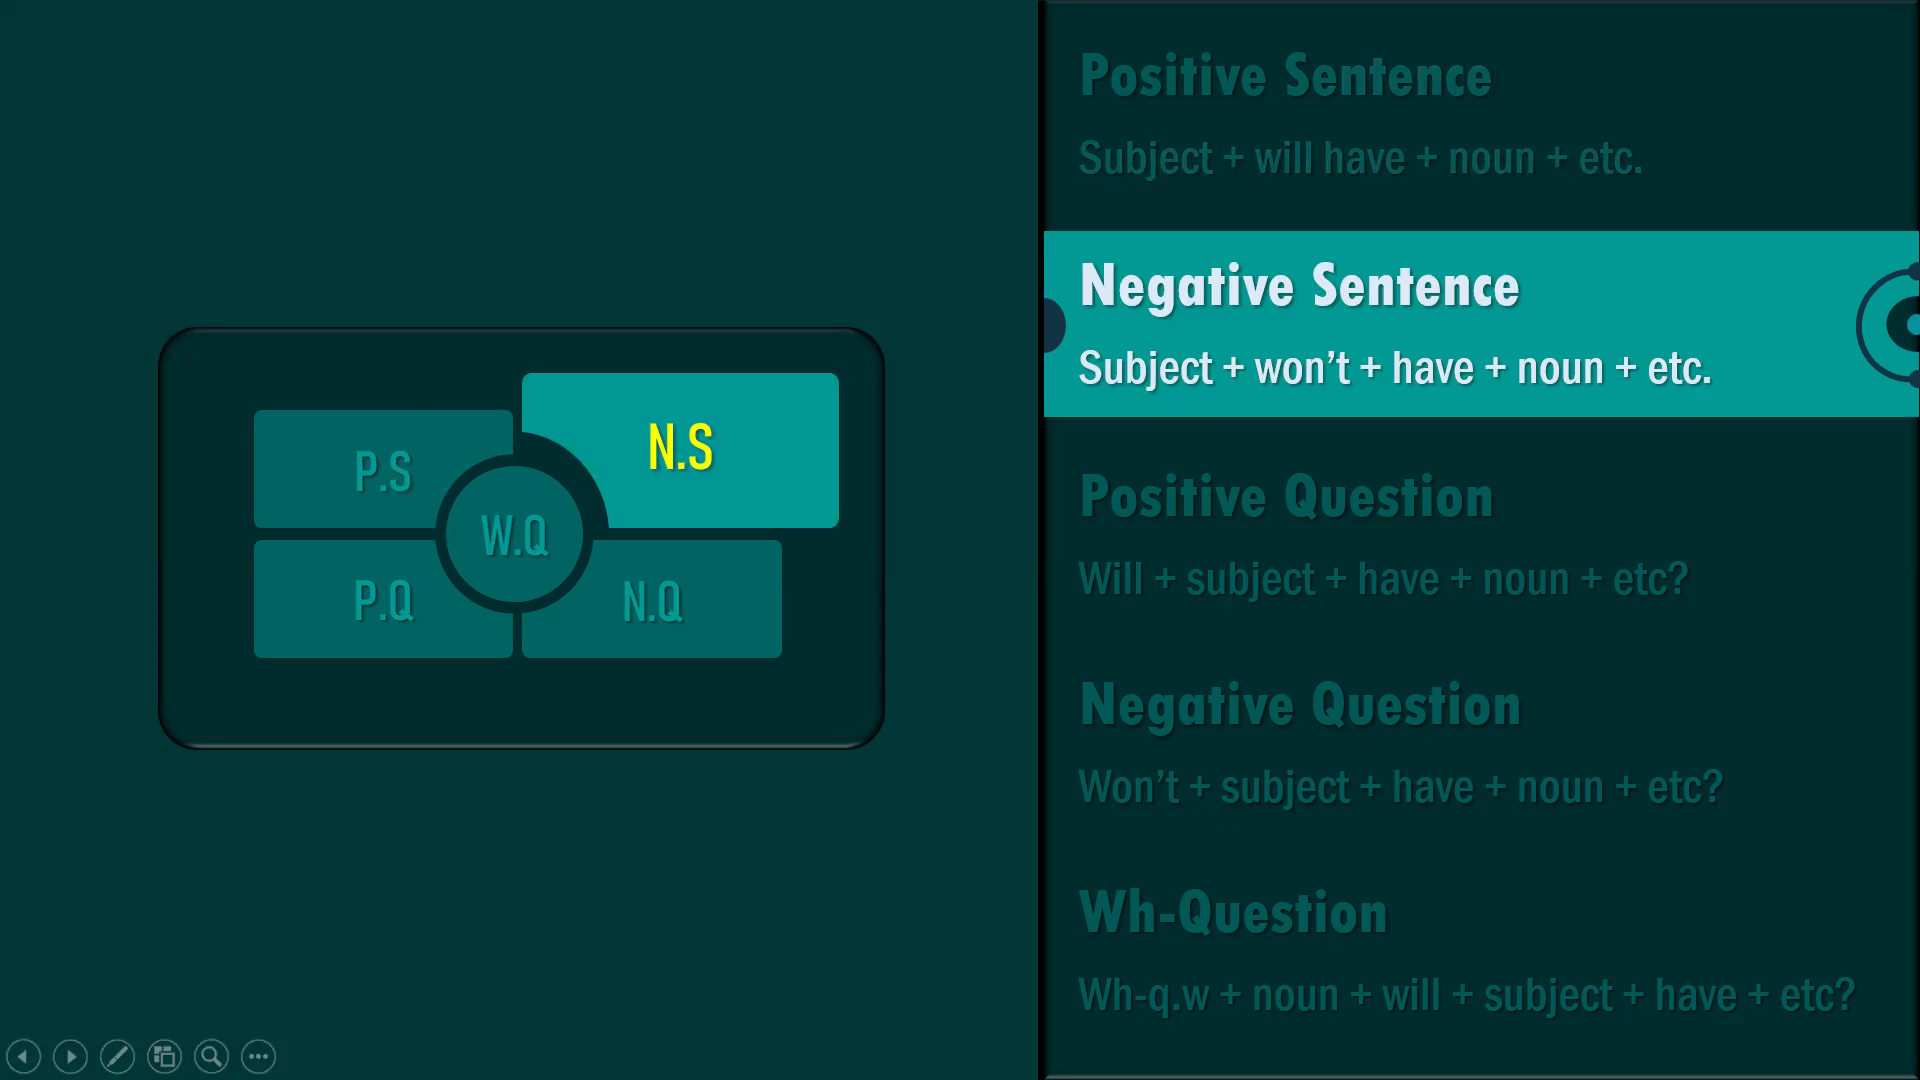 P.S
N.S
W.Q
P.Q
N.Q
Positive Sentence
Subject + will have + noun + etc.
Negative Sentence
Subject + won’t + have + noun + etc.
Positive Question
Will + subject + have + noun + etc?
Negative Question
Won’t + subject + have + noun + etc?
Wh-Question
Wh-q.w + noun + will + subject + have + etc?